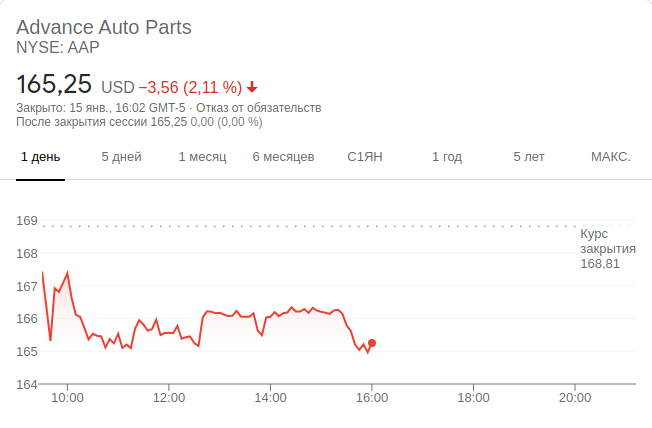 Advance Auto Parts
NYSE: AAP
165,25 USD −3,56 (2,11 %)
Закрыто: 15 янв., 16:02 GMT-5 · Отказ от обязательств
После закрытия сессии 165,25 0,00 (0,00 %)
1 день 5 дней 1 месяц 6 месяцев С1ЯН 1 год 5 лет МАКС.
169
Курс
закрытия
168,81
168
167
166
165
164
10:00 12:00 14:00 16:00 18:00 20:00